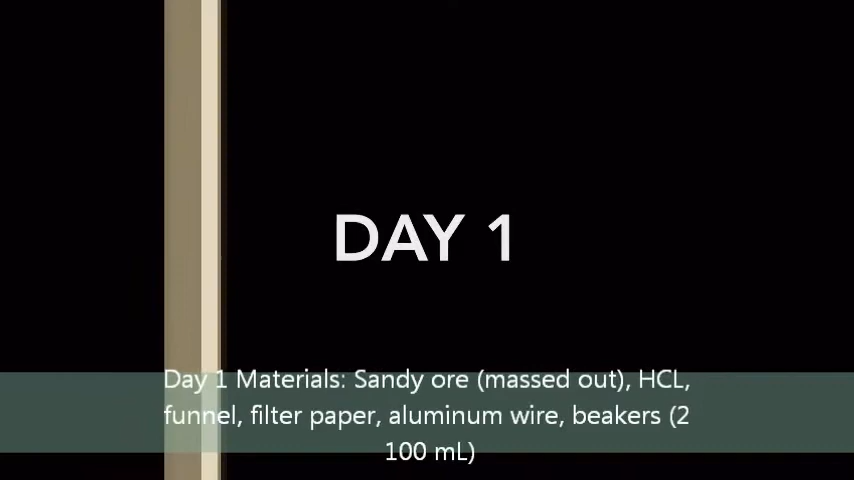 DAY 1
Day 1 Materials: Sandy ore (massed out), HCL,
funnel, filter paper, aluminum wire, beakers (2
100 mL)